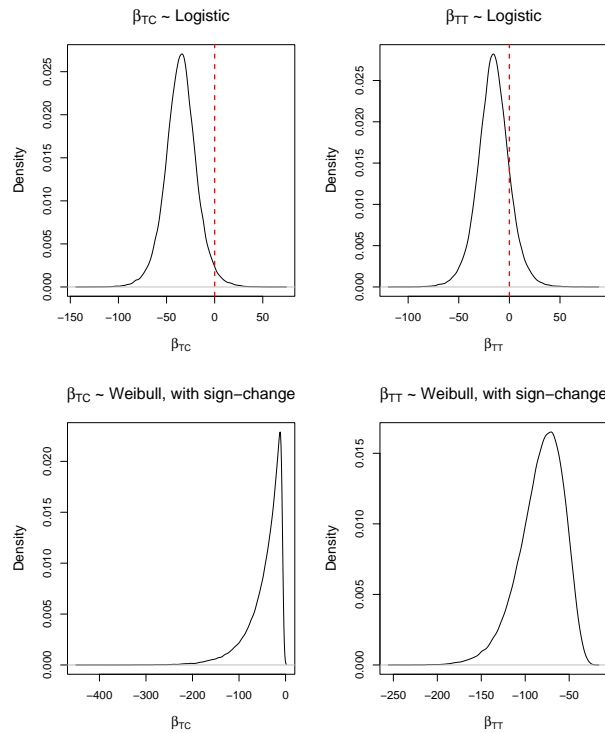 β_TC ~ Logistic
Density
0.000 0.005 0.010 0.015 0.020 0.025
−150 −100 −50 0 50
β_TC
β_TT ~ Logistic
Density
0.000 0.005 0.010 0.015 0.020 0.025
−100 −50 0 50
β_TT
β_TC ~ Weibull, with sign−change
Density
0.000 0.005 0.010 0.015 0.020
−400 −300 −200 −100 0
β_TC
β_TT ~ Weibull, with sign−change
Density
0.000 0.005 0.010 0.015
−250 −200 −150 −100 −50
β_TT